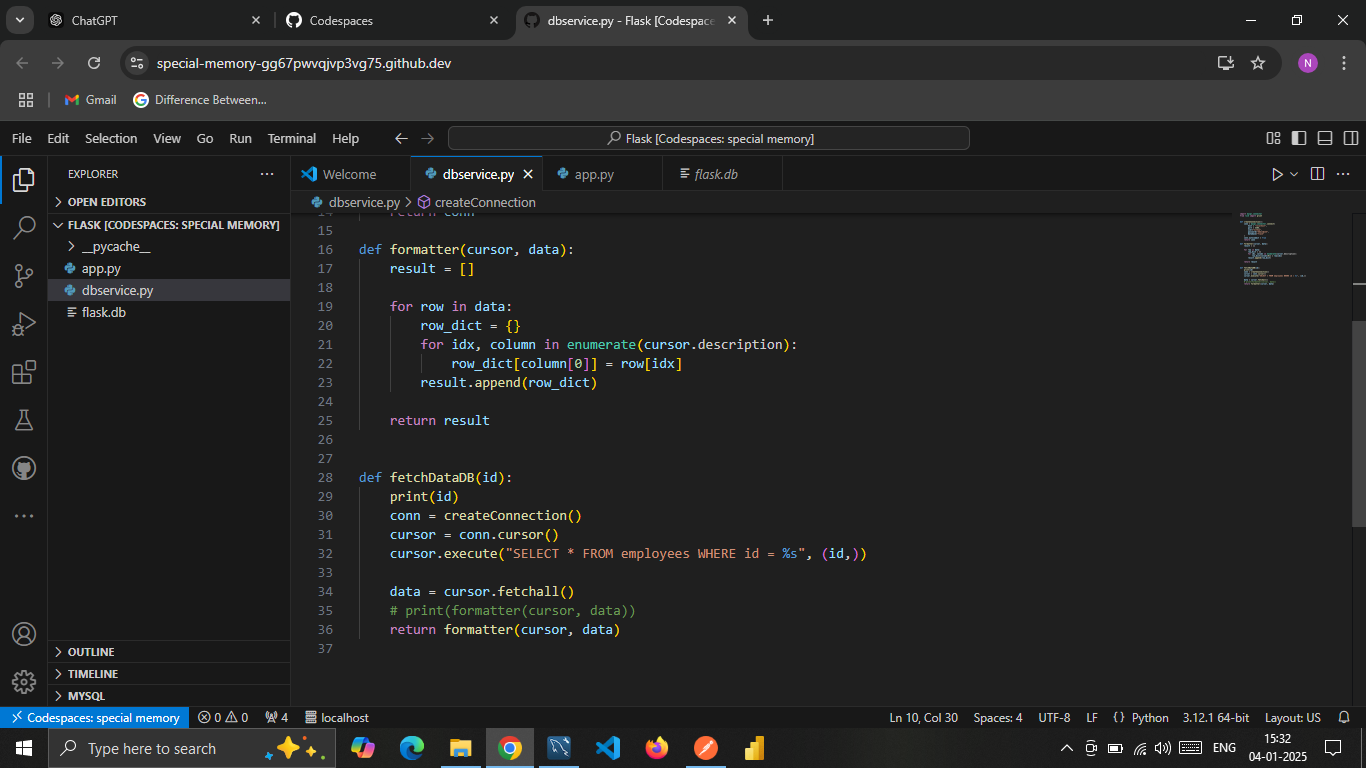 ChatGPT
Codespaces
dbservice.py - Flask [Codespace
special-memory-gg67pwvqjvp3vg75.github.dev
N
Gmail
Difference Between...
File Edit Selection View Go Run Terminal Help
Flask [Codespaces: special memory]
EXPLORER
OPEN EDITORS
FLASK [CODESPACES: SPECIAL MEMORY]
__pycache__
app.py
dbservice.py
flask.db
OUTLINE
TIMELINE
MYSQL
Welcome
dbservice.py
app.py
flask.db
dbservice.py > createConnection
14 return conn
15
16 def formatter(cursor, data):
17 result = []
18
19 for row in data:
20 row_dict = {}
21 for idx, column in enumerate(cursor.description):
22 row_dict[column[0]] = row[idx]
23 result.append(row_dict)
24
25 return result
26
27
28 def fetchDataDB(id):
29 print(id)
30 conn = createConnection()
31 cursor = conn.cursor()
32 cursor.execute("SELECT * FROM employees WHERE id = %s", (id,))
33
34 data = cursor.fetchall()
35 # print(formatter(cursor, data))
36 return formatter(cursor, data)
37
Codespaces: special memory 0 0 4 localhost
Ln 10, Col 30 Spaces: 4 UTF-8 LF {} Python 3.12.1 64-bit Layout: US
Type here to search
ENG
15:32
04-01-2025